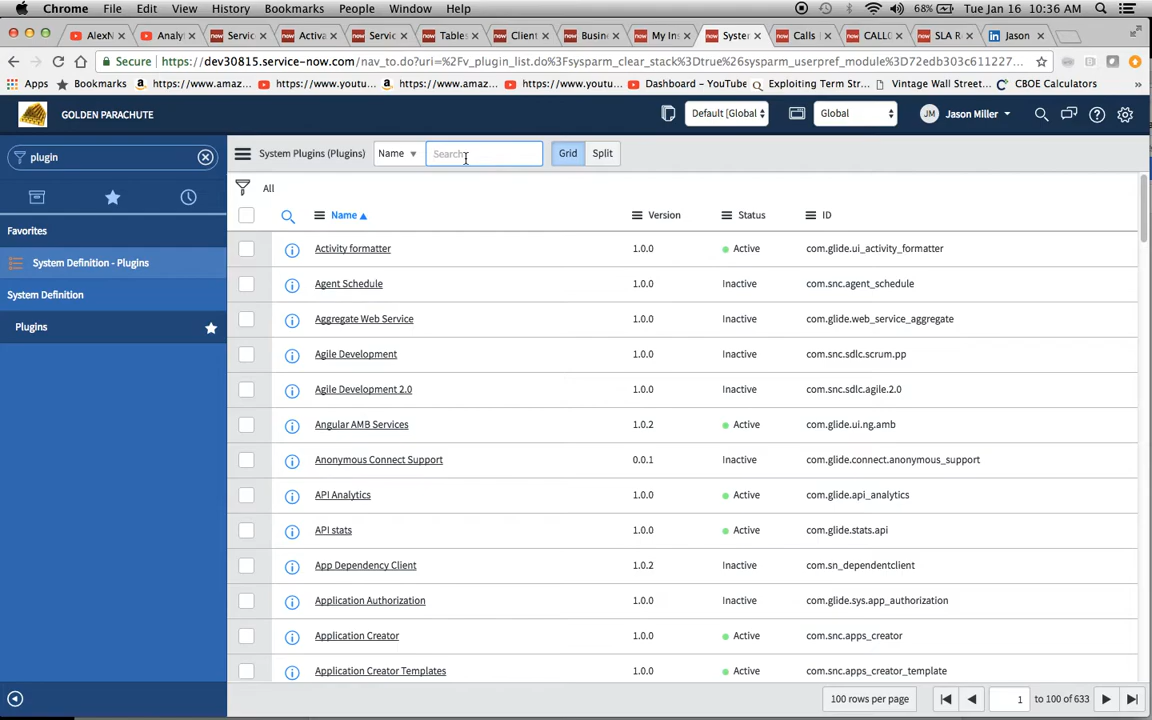 Chrome File Edit View History Bookmarks People Window Help 68% Tue Jan 16 10:36 AM
AlexN Analy Servic Activa Servic Tables Client Busin My Ins Syster Calls CALL SLA R Jason
Secure https://dev30815.service-now.com/nav_to.do?uri=%2Fv_plugin_list.do%3Fsysparm_clear_stack%3Dtrue%26sysparm_userpref_module%3D72edb303c611227...
Apps Bookmarks https://www.amaz... https://www.youtu... https://www.amaz... https://www.youtu... Dashboard – YouTube Exploiting Term Str... Vintage Wall Street... CBOE Calculators »
GOLDEN PARACHUTE Default [Global Global JM Jason Miller
plugin
System Plugins (Plugins) Name Search Grid Split
All
Name Version Status ID
Favorites
System Definition - Plugins
System Definition
Plugins
Activity formatter 1.0.0 Active com.glide.ui_activity_formatter
Agent Schedule 1.0.0 Inactive com.snc.agent_schedule
Aggregate Web Service 1.0.0 Inactive com.glide.web_service_aggregate
Agile Development 1.0.0 Inactive com.snc.sdlc.scrum.pp
Agile Development 2.0 1.0.0 Inactive com.snc.sdlc.agile.2.0
Angular AMB Services 1.0.2 Active com.glide.ui.ng.amb
Anonymous Connect Support 0.0.1 Inactive com.glide.connect.anonymous_support
API Analytics 1.0.0 Active com.glide.api_analytics
API stats 1.0.0 Active com.glide.stats.api
App Dependency Client 1.0.2 Inactive com.sn_dependentclient
Application Authorization 1.0.0 Inactive com.glide.sys.app_authorization
Application Creator 1.0.0 Active com.snc.apps_creator
Application Creator Templates 1.0.0 Active com.snc.apps_creator_template
100 rows per page 1 to 100 of 633